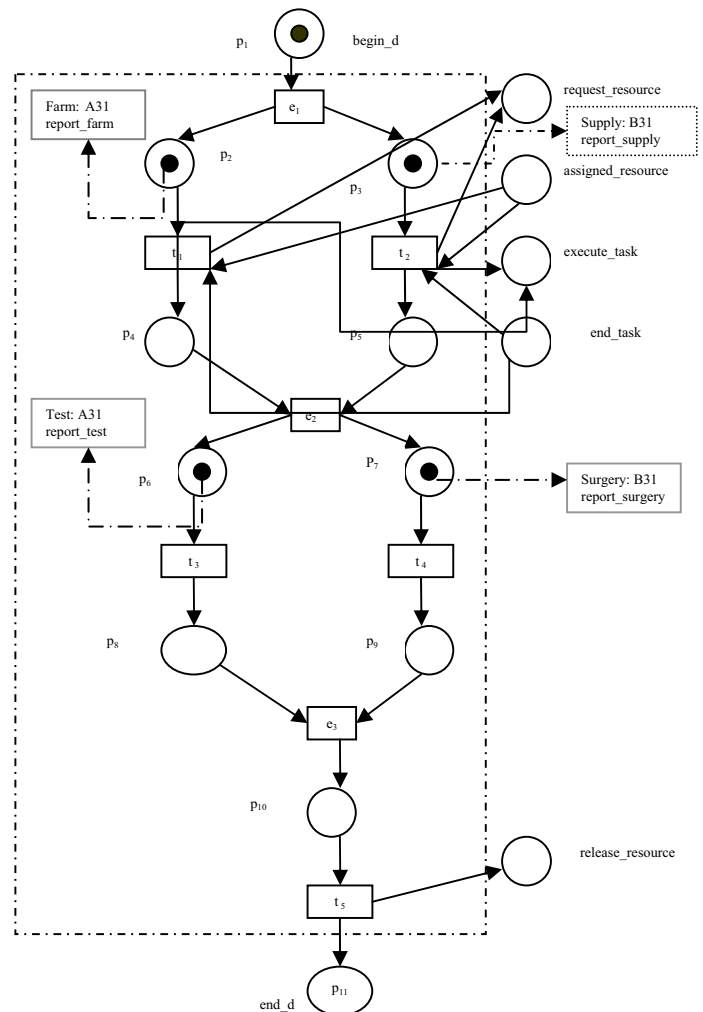 p1
begin_d
e1
request_resource
Farm: A31
report_farm
Supply: B31
report_supply
p2
p3
assigned_resource
t1
t2
execute_task
p4
p5
end_task
e2
Test: A31
report_test
p6
P7
Surgery: B31
report_surgery
t3
t4
p8
p9
e3
p10
release_resource
t5
p11
end_d